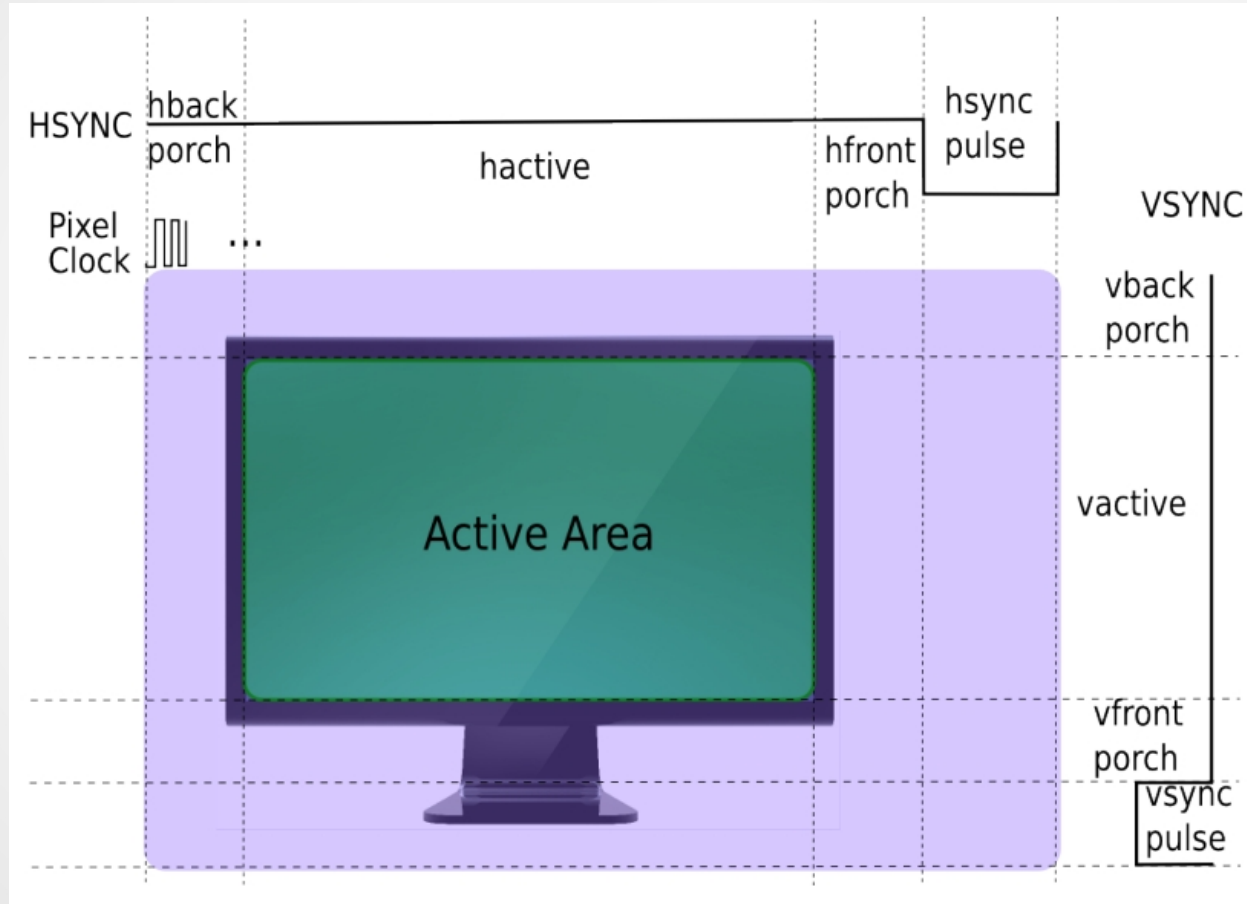 HSYNC
hback
porch
hactive
hfront
porch
hsync
pulse
VSYNC
Pixel
Clock
...
vback
porch
Active Area
vactive
vfront
porch
vsync
pulse